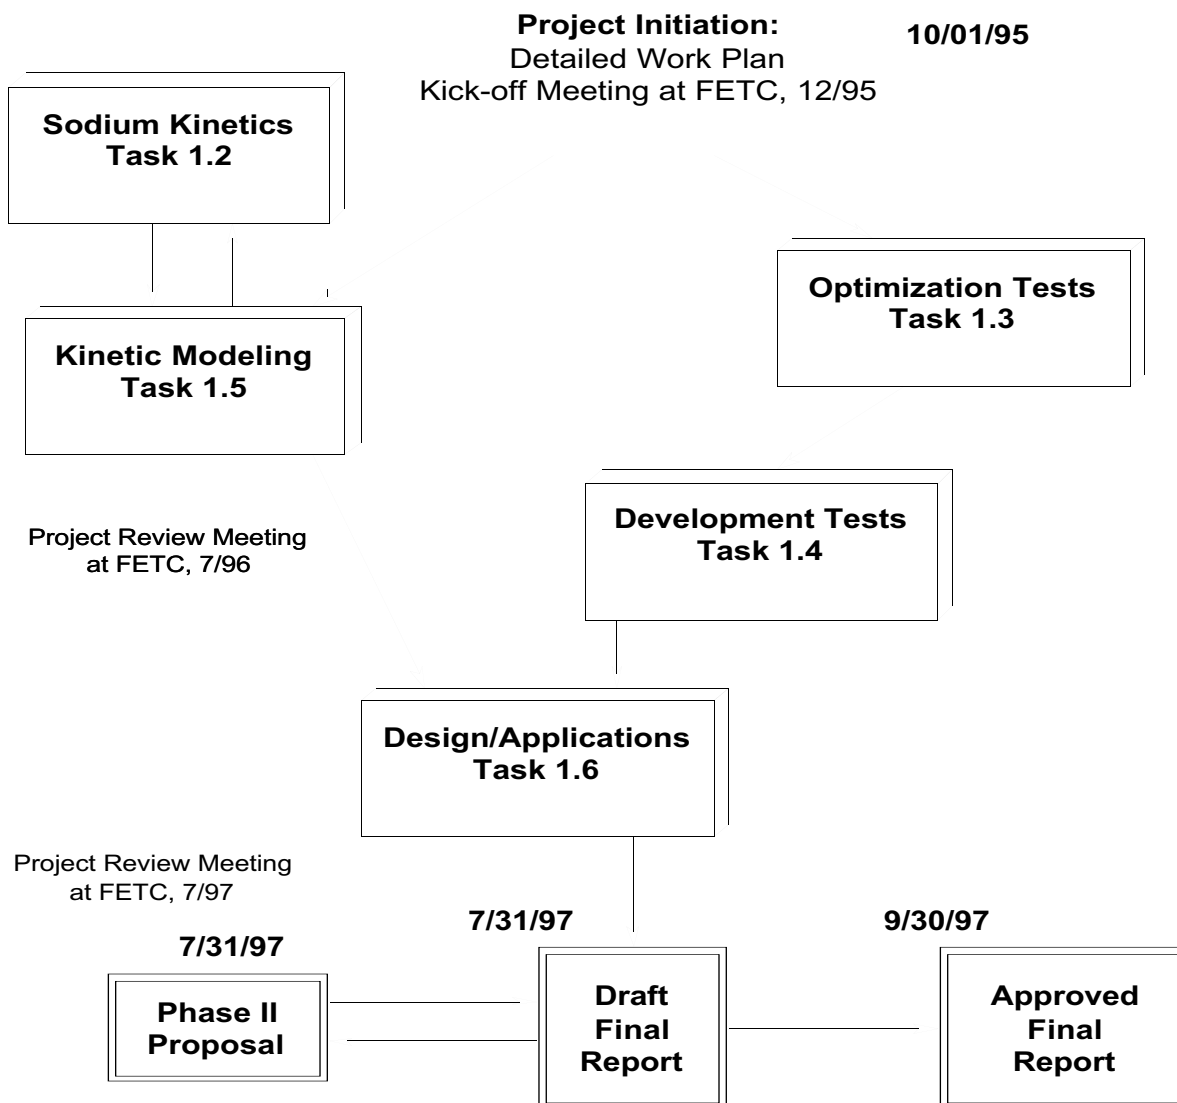 Project Initiation:
10/01/95
Detailed Work Plan
Kick-off Meeting at FETC, 12/95
Sodium Kinetics
Task 1.2
Optimization Tests
Task 1.3
Kinetic Modeling
Task 1.5
Development Tests
Task 1.4
Project Review Meeting
at FETC, 7/96
Design/Applications
Task 1.6
Project Review Meeting
at FETC, 7/97
7/31/97
7/31/97
9/30/97
Phase II
Proposal
Draft
Final
Report
Approved
Final
Report